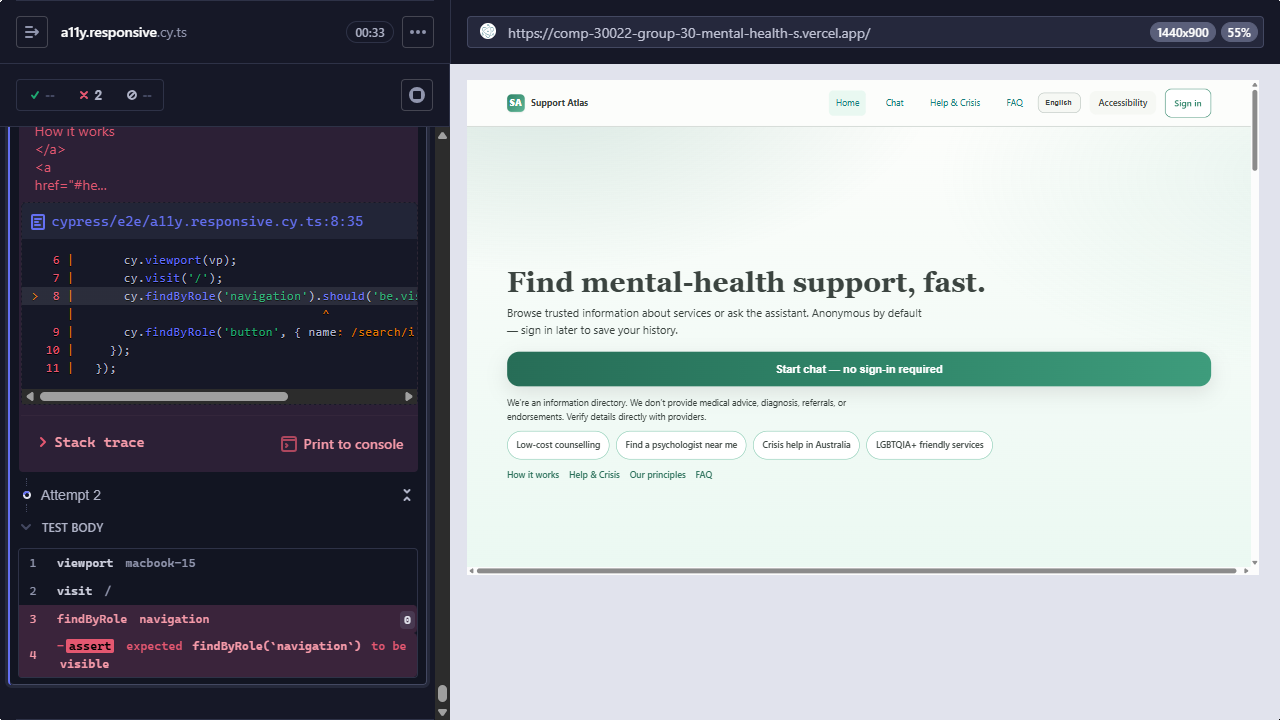 a11y.responsive.cy.ts
00:33
--
2
--
How it works
</a>
<a
href="#he...
cypress/e2e/a11y.responsive.cy.ts:8:35
6 | cy.viewport(vp);
7 | cy.visit('/');
> 8 | cy.findByRole('navigation').should('be.vis
| ^
9 | cy.findByRole('button', { name: /search/i
10 | });
11 | });
Stack trace
Print to console
Attempt 2
TEST BODY
1 viewport macbook-15
2 visit /
3 findByRole navigation 0
4 -assert expected findByRole(`navigation`) to be
visible
https://comp-30022-group-30-mental-health-s.vercel.app/
1440x900
55%
SA Support Atlas
Home
Chat
Help & Crisis
FAQ
English
Accessibility
Sign in
Find mental-health support, fast.
Browse trusted information about services or ask the assistant. Anonymous by default
— sign in later to save your history.
Start chat — no sign-in required
We're an information directory. We don't provide medical advice, diagnosis, referrals, or
endorsements. Verify details directly with providers.
Low-cost counselling
Find a psychologist near me
Crisis help in Australia
LGBTQIA+ friendly services
How it works
Help & Crisis
Our principles
FAQ